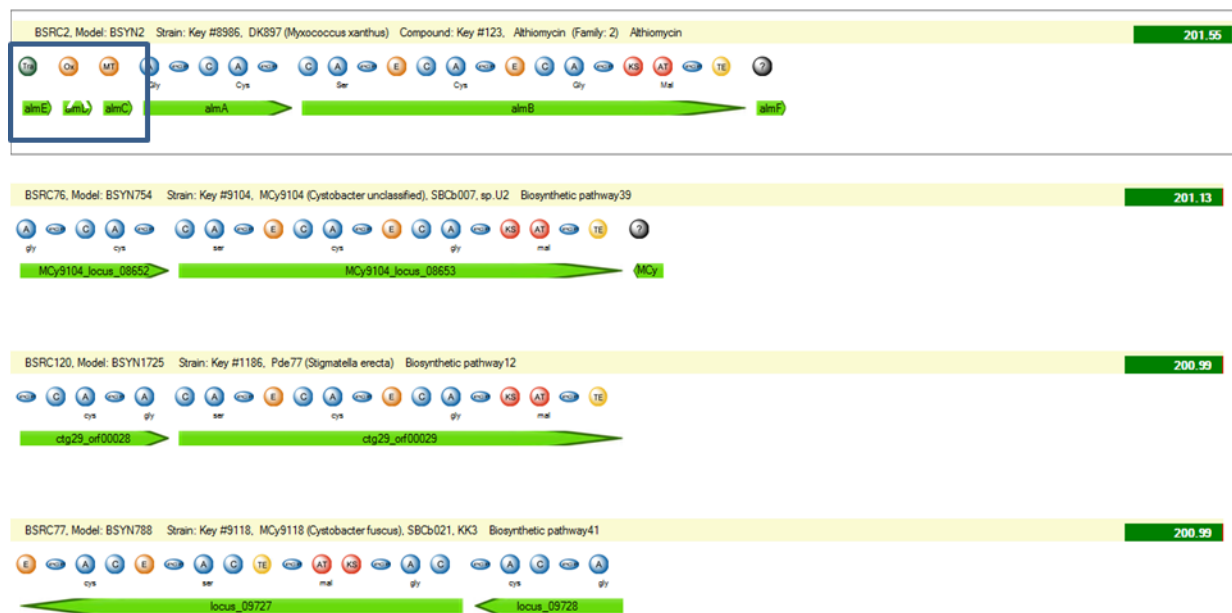 BSRC2, Model: BSYN2 Strain: Key #8986, DK897 (Myxococcus xanthus) Compound: Key #123, Althiomycin (Family: 2) Althiomycin 201.55
Tra Ox MT A C A C A E C A E C A KS AT TE ?
Gly Cys Ser Cys Gly Mal
almE almC almA almB almF
BSRC76, Model: BSYN754 Strain: Key #9104, MCy9104 (Cystobacter unclassified), SBCb007, sp.U2 Biosynthetic pathway39 201.13
A C A C A E C A E C A KS AT TE ?
gly cys ser cys gly mal
MCy9104_locus_08652 MCy9104_locus_08653 MCy
BSRC120, Model: BSYN1725 Strain: Key #1186, Pde77 (Stigmatella erecta) Biosynthetic pathway12 200.99
C A A C A E C A E C A KS AT TE
cys gly ser cys gly mal
ctg29_orf00028 ctg29_orf00029
BSRC77, Model: BSYN788 Strain: Key #9118, MCy9118 (Cystobacter fuscus), SBCb021, KK3 Biosynthetic pathway41 200.99
E A C E A C TE AT KS A C A C A
cys ser mal gly cys gly
locus_09727 locus_09728